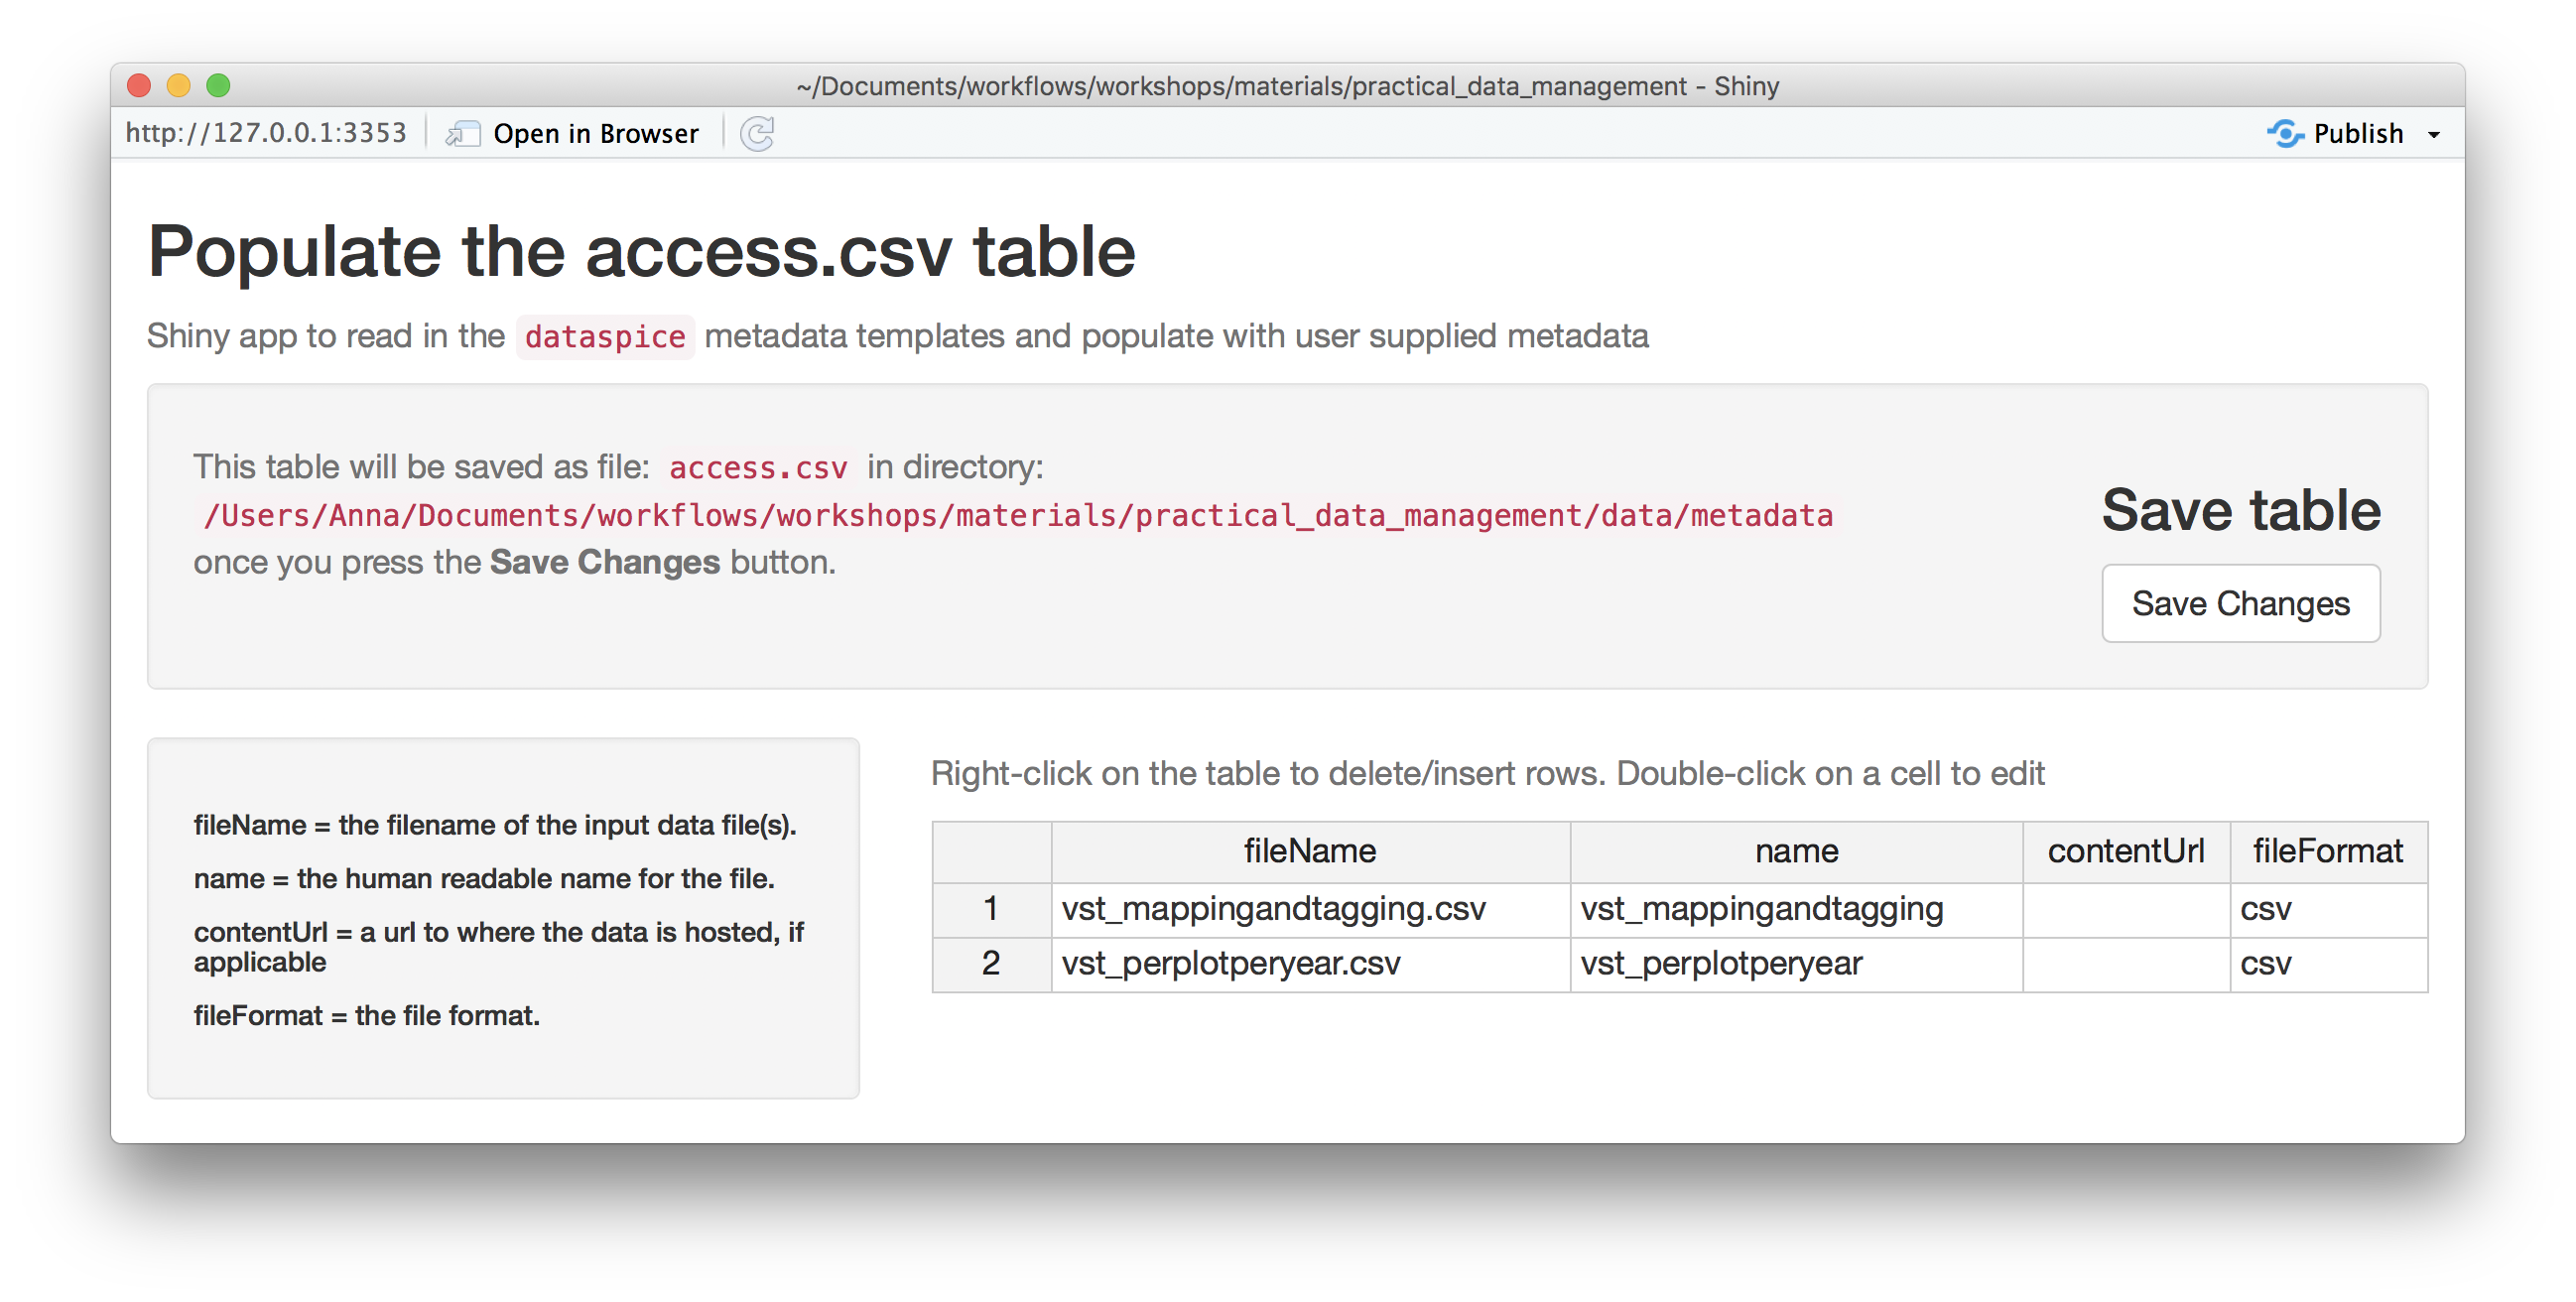 ~/Documents/workflows/workshops/materials/practical_data_management - Shiny
http://127.0.0.1:3353 Open in Browser Publish
Populate the access.csv table
Shiny app to read in the dataspice metadata templates and populate with user supplied metadata
This table will be saved as file: access.csv in directory:
/Users/Anna/Documents/workflows/workshops/materials/practical_data_management/data/metadata
once you press the Save Changes button.
Save table
Save Changes
fileName = the filename of the input data file(s).
name = the human readable name for the file.
contentUrl = a url to where the data is hosted, if
applicable
fileFormat = the file format.
Right-click on the table to delete/insert rows. Double-click on a cell to edit
fileName name contentUrl fileFormat
1 vst_mappingandtagging.csv vst_mappingandtagging csv
2 vst_perplotperyear.csv vst_perplotperyear csv